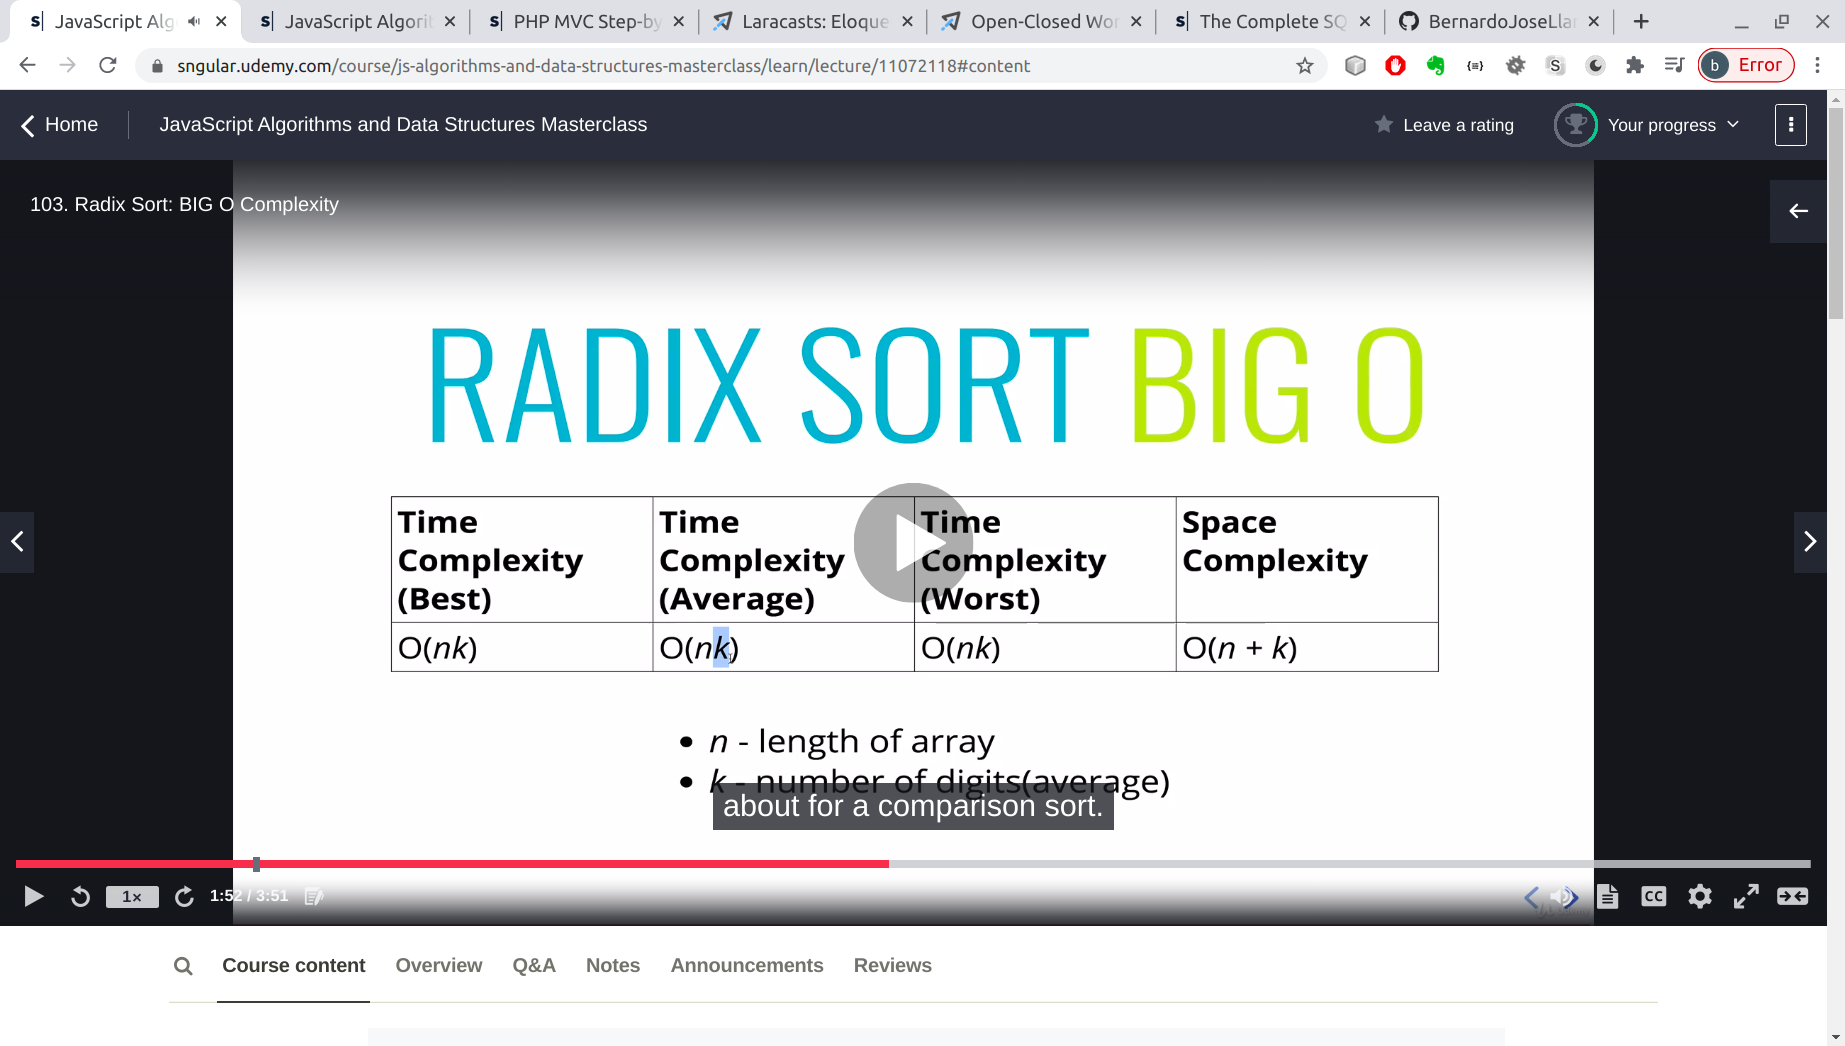 s| JavaScript Alg
s| JavaScript Algorit
s| PHP MVC Step-by
Laracasts: Eloque
Open-Closed Wor
s| The Complete SQ
BernardoJoseLla
sngular.udemy.com/course/js-algorithms-and-data-structures-masterclass/learn/lecture/11072118#content
S
b Error
Home
JavaScript Algorithms and Data Structures Masterclass
Leave a rating
Your progress
103. Radix Sort: BIG O Complexity
RADIX SORT BIG O
Time Complexity (Best)
Time Complexity (Average)
Time Complexity (Worst)
Space Complexity
O(nk)
O(nk)
O(nk)
O(n + k)
• n - length of array
• k - number of digits(average)
about for a comparison sort.
1x
1:52 / 3:51
CC
Course content
Overview
Q&A
Notes
Announcements
Reviews